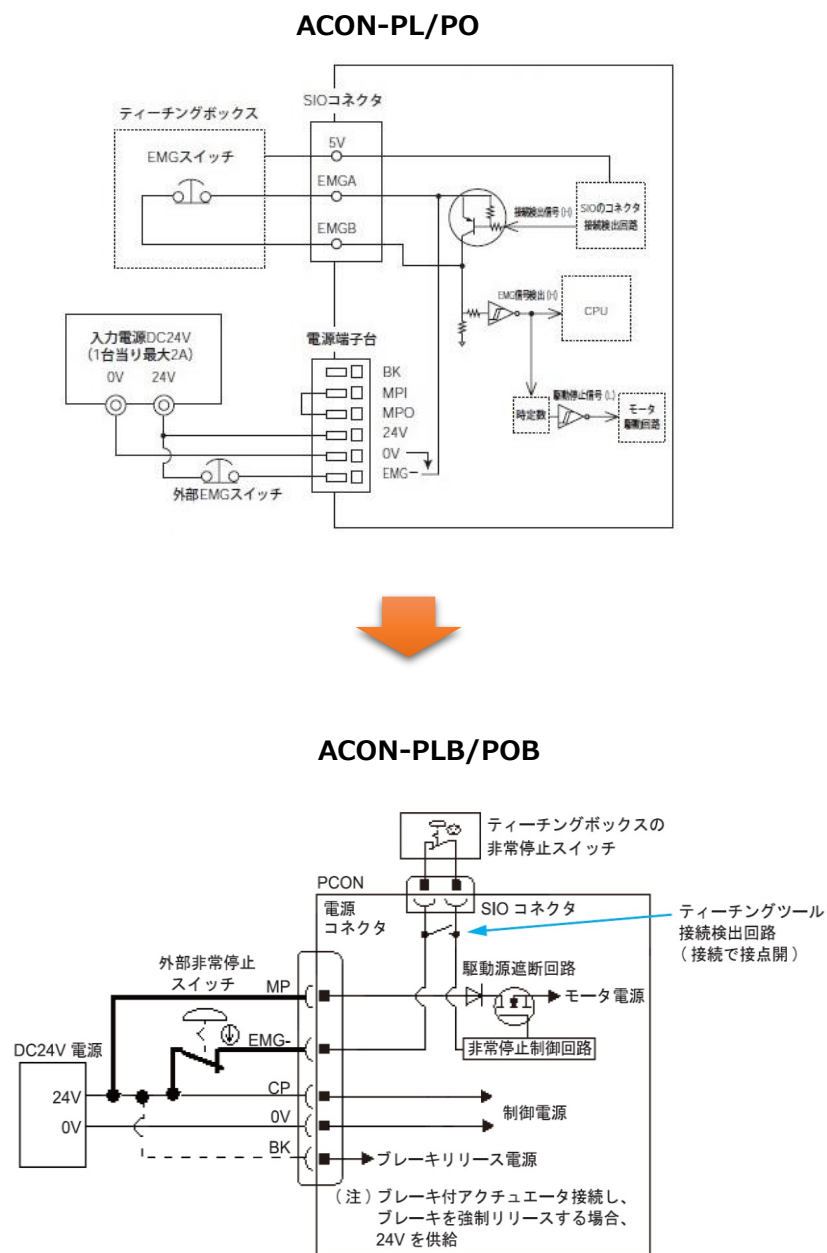 ACON-PL/PO
SIOコネクタ
ティーチングボックス
EMGスイッチ
5V
EMGA
EMGB
接続検出信号(H)
SIOのコネクタ
接続検出回路
EMG信号検出(H)
CPU
入力電源DC24V
(1台当り最大2A)
0V
24V
電源端子台
BK
MPI
MPO
24V
0V
EMG-
外部EMGスイッチ
時定数
駆動停止信号(L)
モータ
駆動回路
ACON-PLB/POB
ティーチングボックスの
非常停止スイッチ
PCON
電源
コネクタ
SIO コネクタ
ティーチングツール
接続検出回路
(接続で接点開)
外部非常停止
スイッチ
MP
駆動源遮断回路
モータ電源
EMG-
非常停止制御回路
DC24V 電源
24V
0V
CP
0V
BK
制御電源
ブレーキリリース電源
(注)ブレーキ付アクチュエータ接続し、
ブレーキを強制リリースする場合、
24V を供給